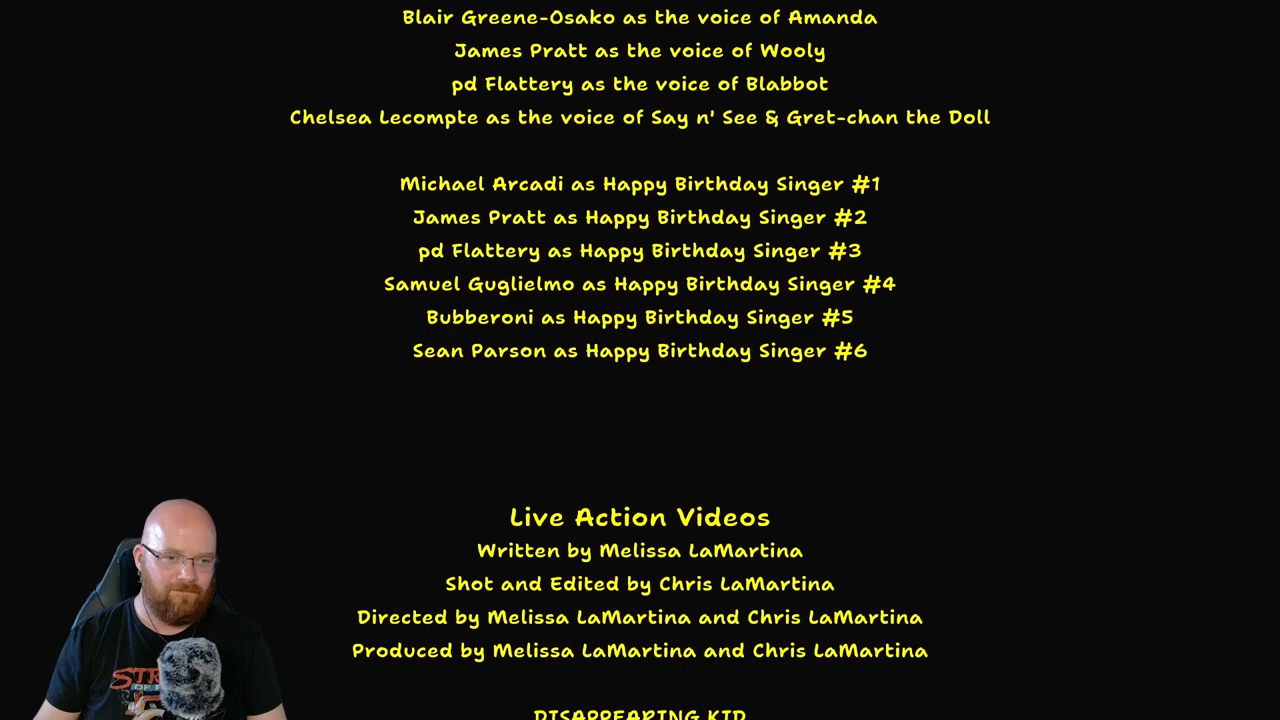 Blair Greene-Osako as the voice of Amanda
James Pratt as the voice of Wooly
pd Flattery as the voice of Blabbot
Chelsea Lecompte as the voice of Say n' See & Gret-chan the Doll
Michael Arcadi as Happy Birthday Singer #1
James Pratt as Happy Birthday Singer #2
pd Flattery as Happy Birthday Singer #3
Samuel Guglielmo as Happy Birthday Singer #4
Bubberoni as Happy Birthday Singer #5
Sean Parson as Happy Birthday Singer #6
Live Action Videos
Written by Melissa LaMartina
Shot and Edited by Chris LaMartina
Directed by Melissa LaMartina and Chris LaMartina
Produced by Melissa LaMartina and Chris LaMartina
DISAPPEARING KID